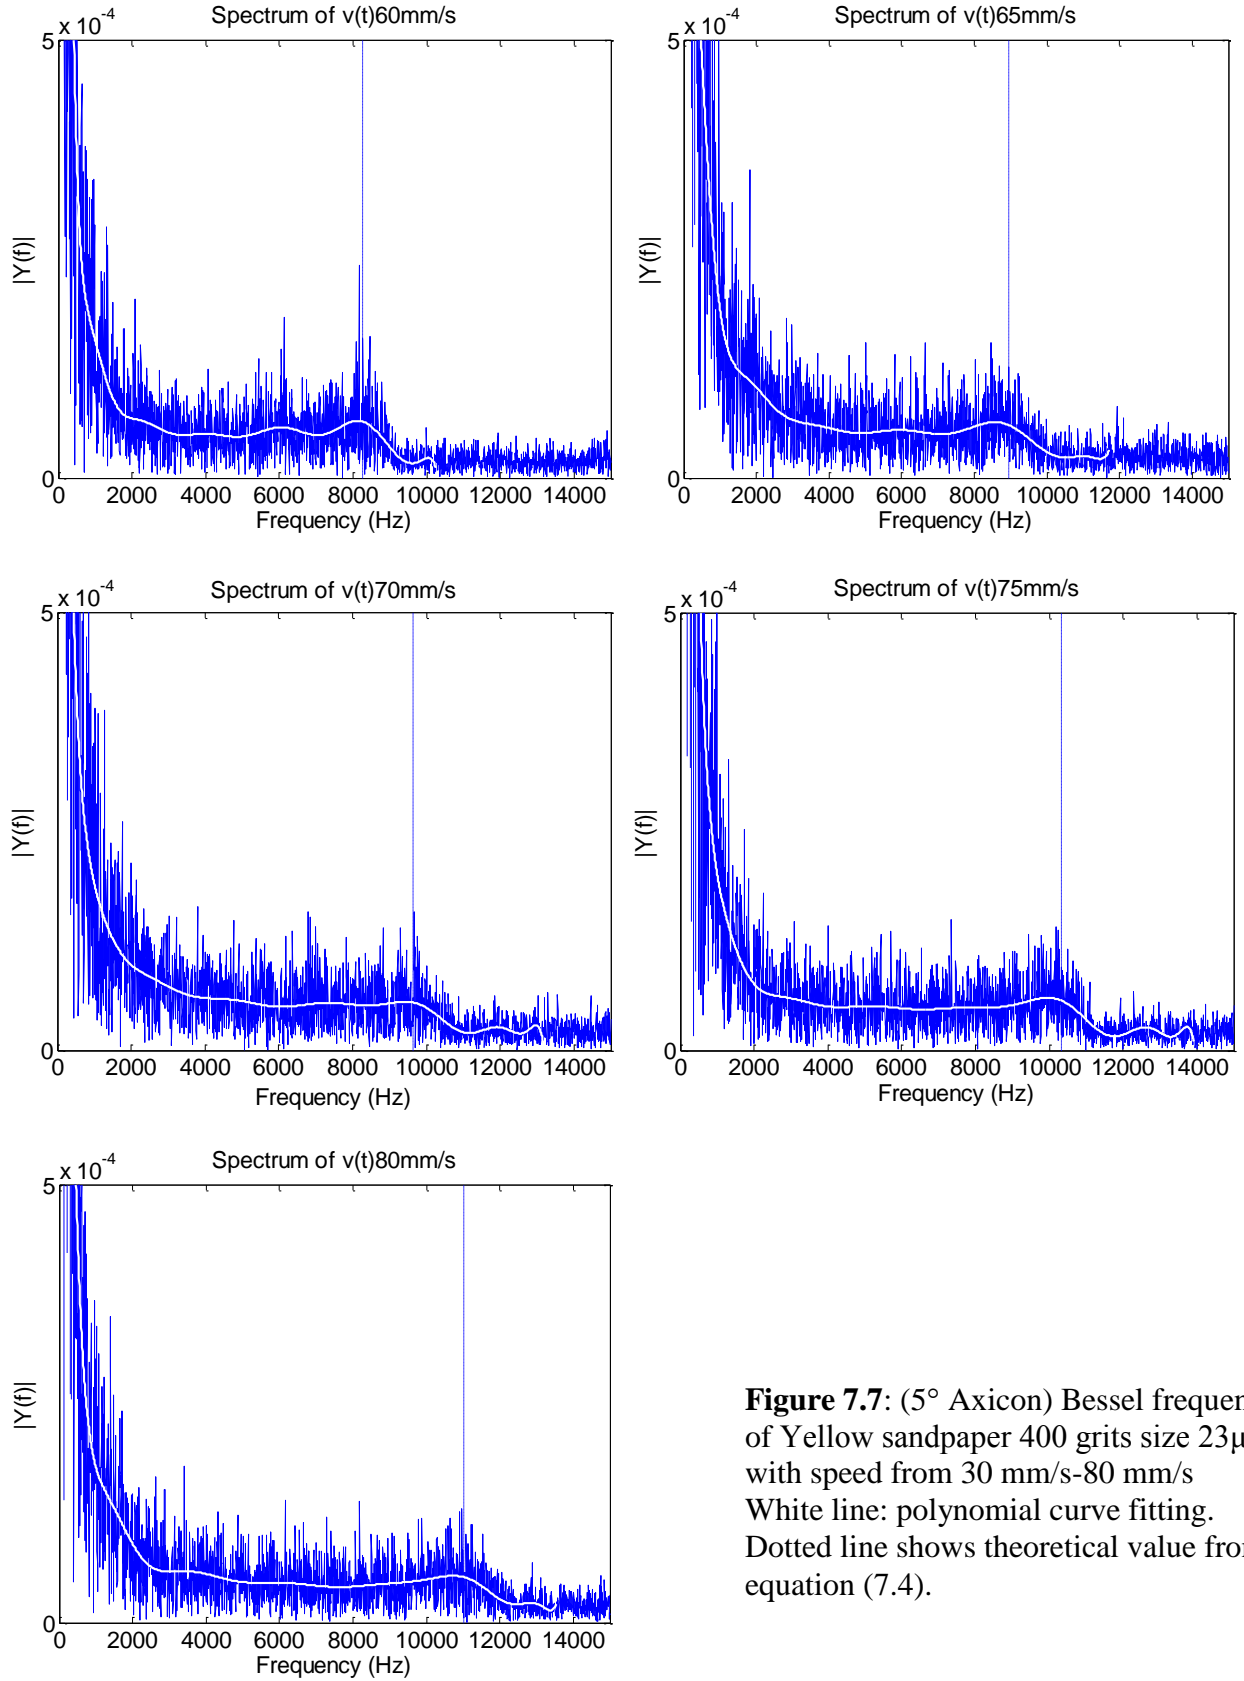 Spectrum of v(t)60mm/s
5 x 10-4
|Y(f)|
0
0 2000 4000 6000 8000 10000 12000 14000
Frequency (Hz)
Spectrum of v(t)65mm/s
5 x 10-4
|Y(f)|
0
0 2000 4000 6000 8000 10000 12000 14000
Frequency (Hz)
Spectrum of v(t)70mm/s
5 x 10-4
|Y(f)|
0
0 2000 4000 6000 8000 10000 12000 14000
Frequency (Hz)
Spectrum of v(t)75mm/s
5 x 10-4
|Y(f)|
0
0 2000 4000 6000 8000 10000 12000 14000
Frequency (Hz)
Spectrum of v(t)80mm/s
5 x 10-4
|Y(f)|
0
0 2000 4000 6000 8000 10000 12000 14000
Frequency (Hz)
Figure 7.7: (5° Axicon) Bessel
of Yellow sandpaper 400 grits size
with speed from 30 mm/s-80 mm/s
White line: polynomial curve fitting.
Dotted line shows theoretical value
equation (7.4).